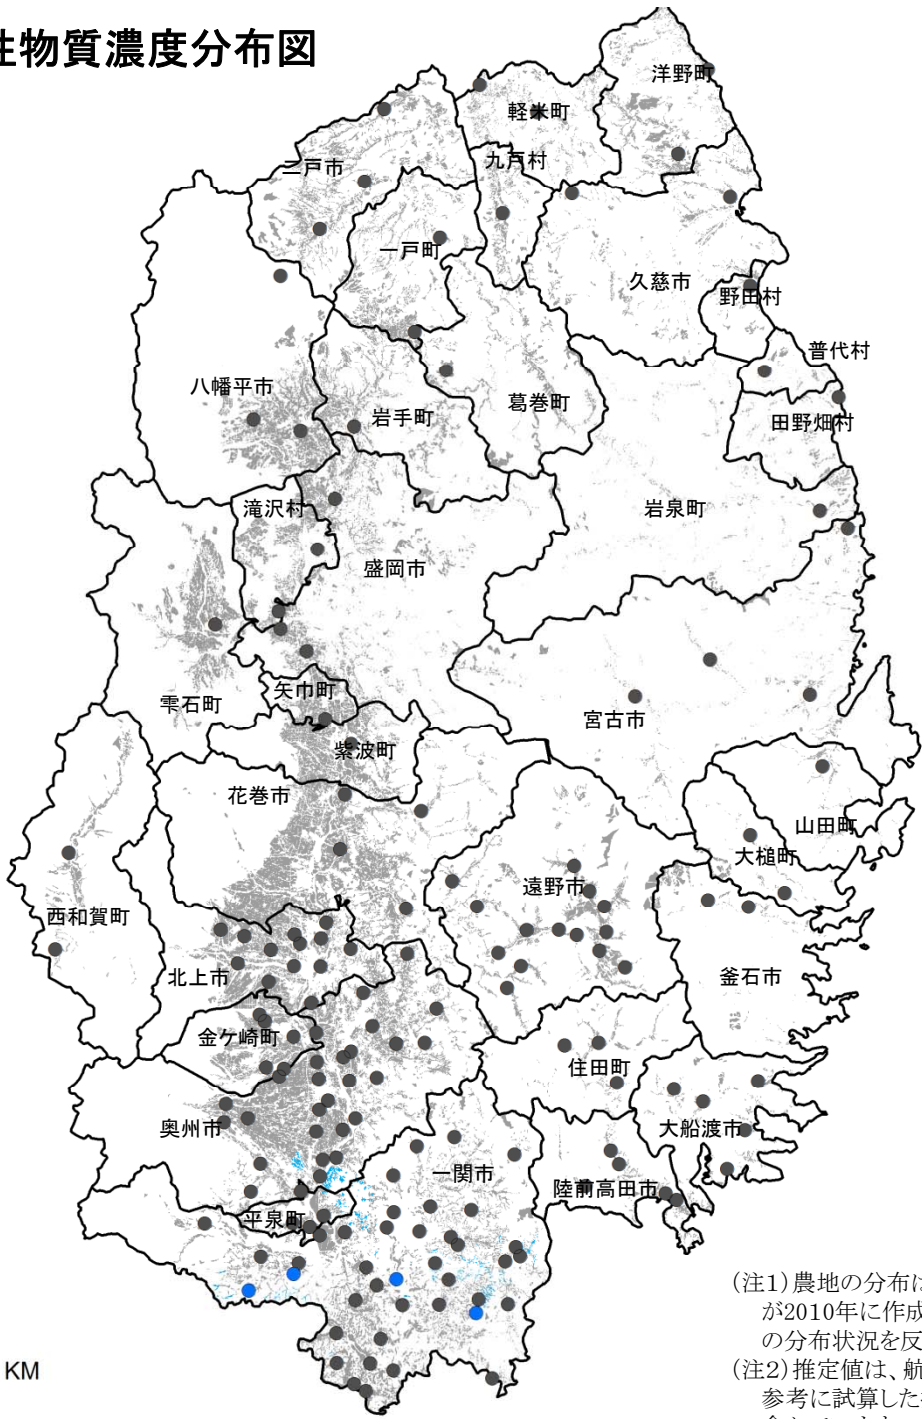 性物質濃度分布図
洋野町
軽米町
九戸村
二戸市
一戸町
久慈市
野田村
普代村
八幡平市
岩手町
葛巻町
田野畑村
滝沢村
岩泉町
盛岡市
雫石町
矢巾町
宮古市
紫波町
花巻市
山田町
大槌町
遠野市
西和賀町
北上市
釜石市
金ケ崎町
住田町
奥州市
大船渡市
一関市
陸前高田市
平泉町
（注１）農地の分布は
が2010年に作成
の分布状況を反
KM
（注２）推定値は、航
参考に試算した